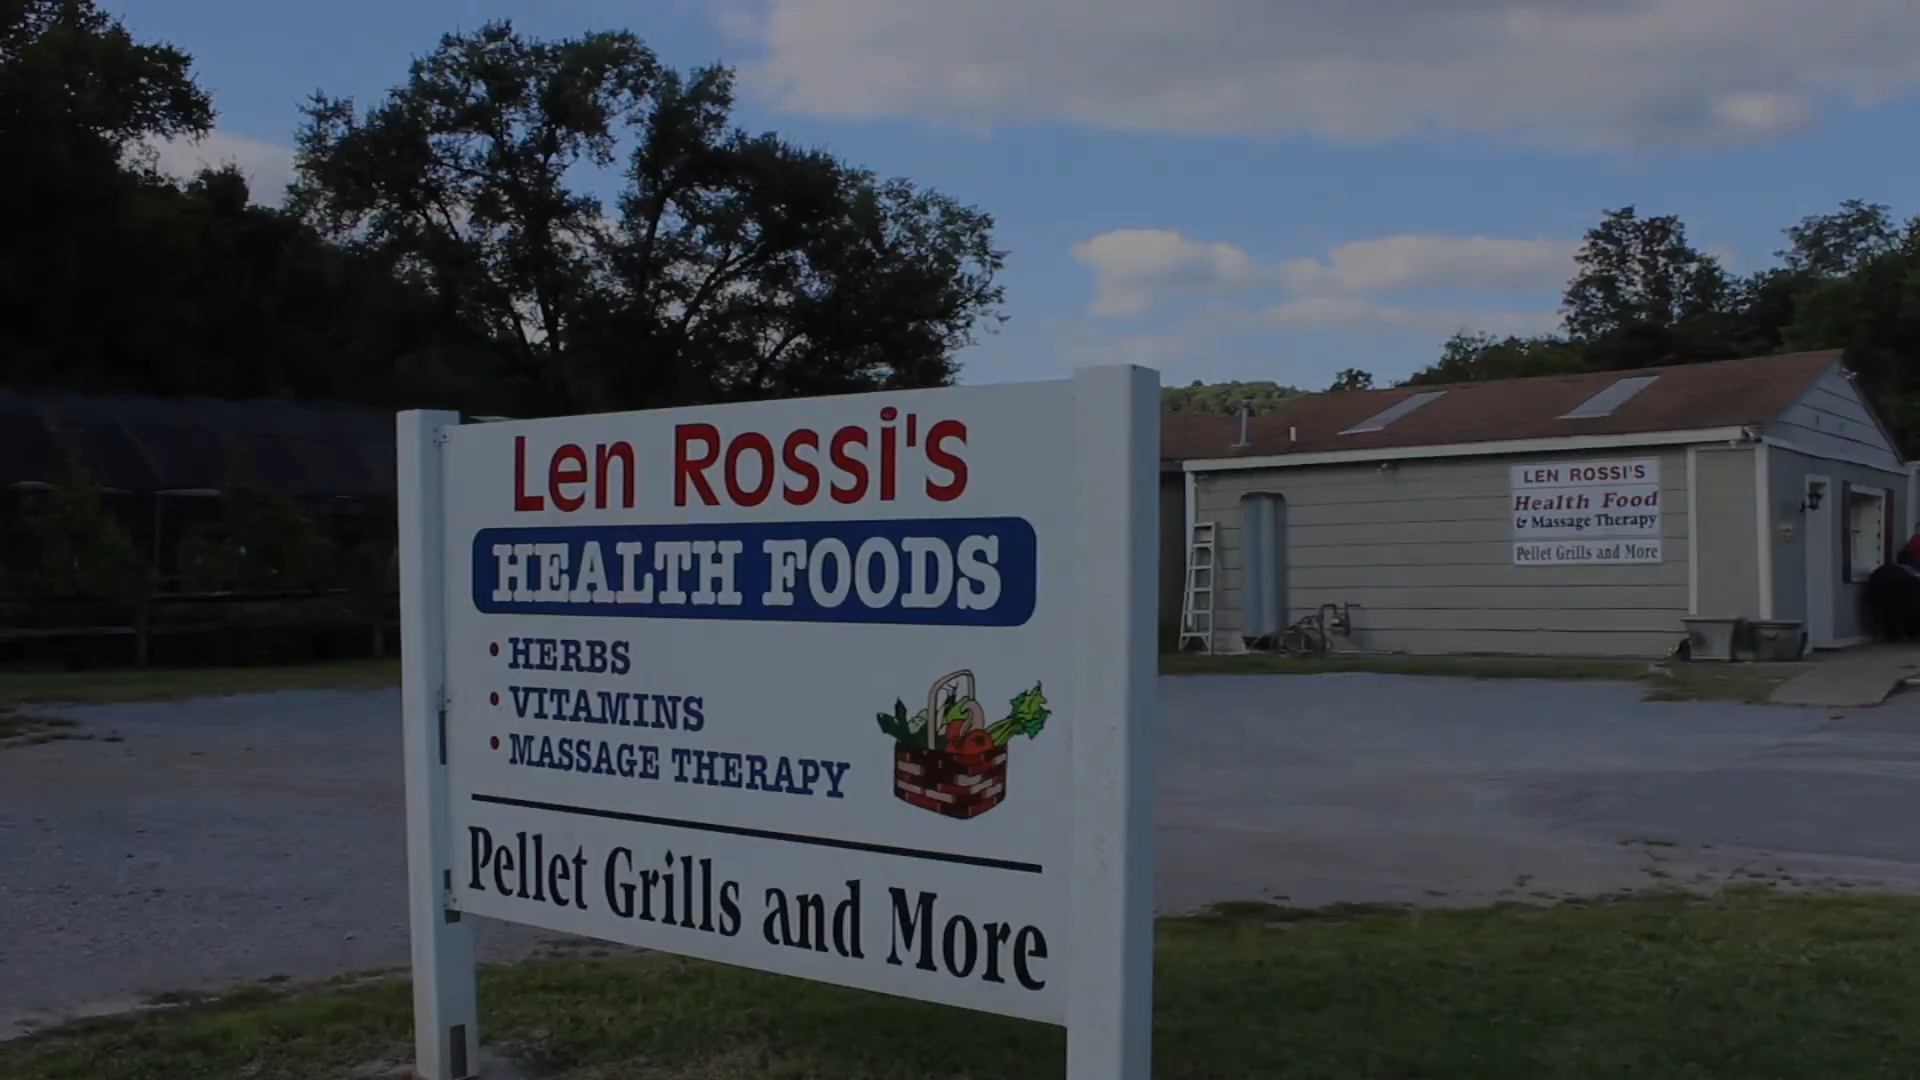 Len Rossi's
HEALTH FOODS
• HERBS
• VITAMINS
• MASSAGE THERAPY
Pellet Grills and More
LEN ROSSI'S
Health Food
& Massage Therapy
Pellet Grills and More